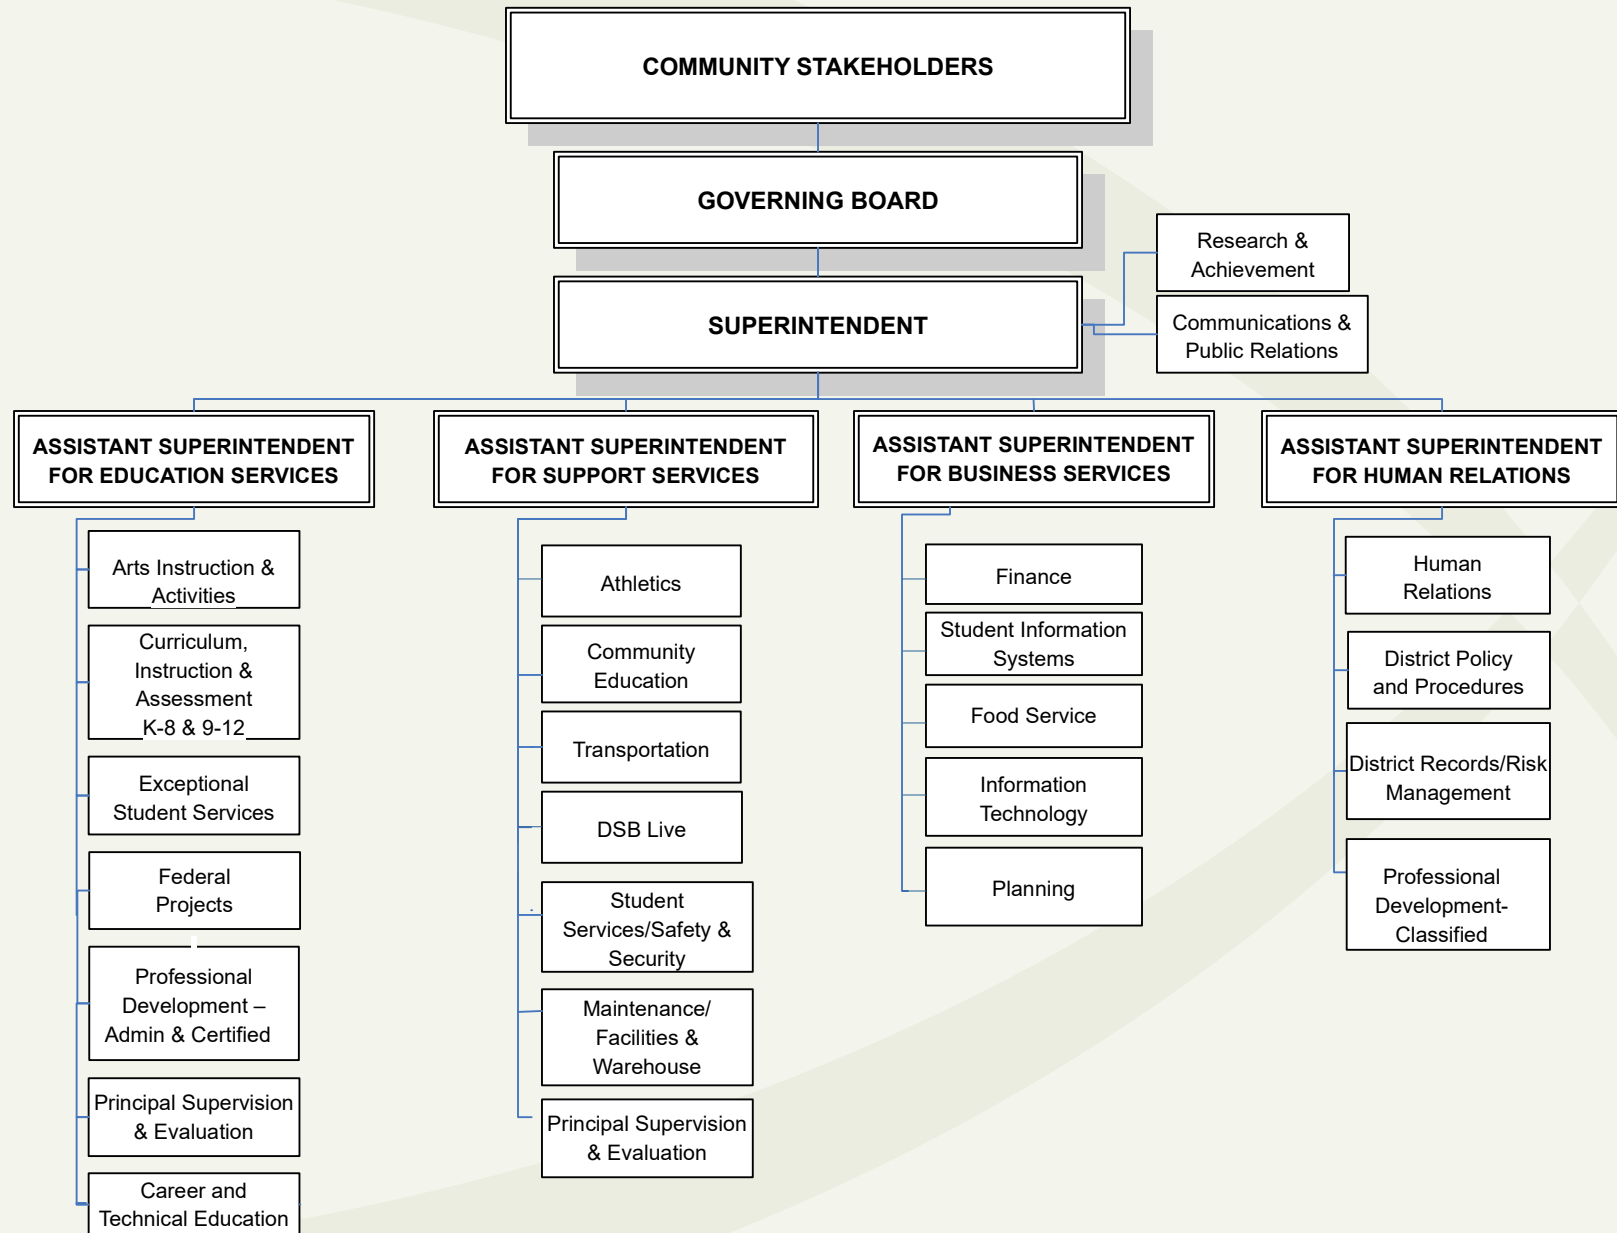 COMMUNITY STAKEHOLDERS
GOVERNING BOARD
SUPERINTENDENT
Research &
Achievement
Communications &
Public Relations
ASSISTANT SUPERINTENDENT
FOR EDUCATION SERVICES
Arts Instruction &
Activities
Curriculum,
Instruction &
Assessment
K-8 & 9-12
Exceptional
Student Services
Federal
Projects
Professional
Development –
Admin & Certified
Principal Supervision
& Evaluation
Career and
Technical Education
ASSISTANT SUPERINTENDENT
FOR SUPPORT SERVICES
Athletics
Community
Education
Transportation
DSB Live
Student
Services/Safety &
Security
Maintenance/
Facilities &
Warehouse
Principal Supervision
& Evaluation
ASSISTANT SUPERINTENDENT
FOR BUSINESS SERVICES
Finance
Student Information
Systems
Food Service
Information
Technology
Planning
ASSISTANT SUPERINTENDENT
FOR HUMAN RELATIONS
Human
Relations
District Policy
and Procedures
District Records/Risk
Management
Professional
Development-
Classified